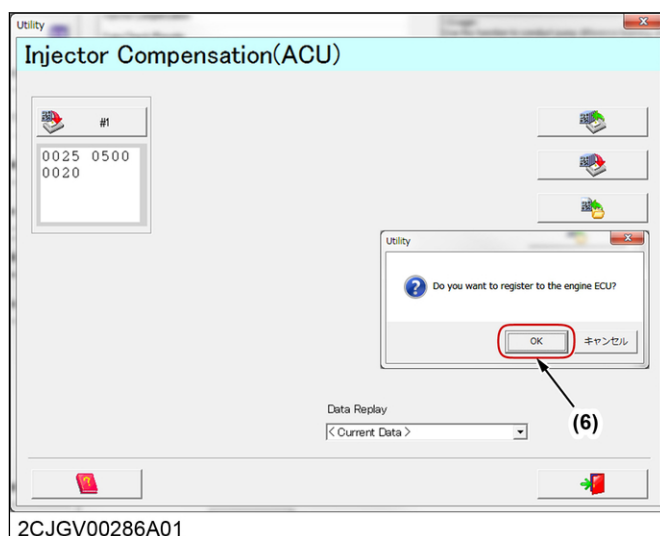 Utility
Injector Compensation(ACU)
#1
0025 0500
0020
Utility
Do you want to register to the engine ECU?
OK
キャンセル
(6)
Data Replay
<Current Data>
2CJGV00286A01